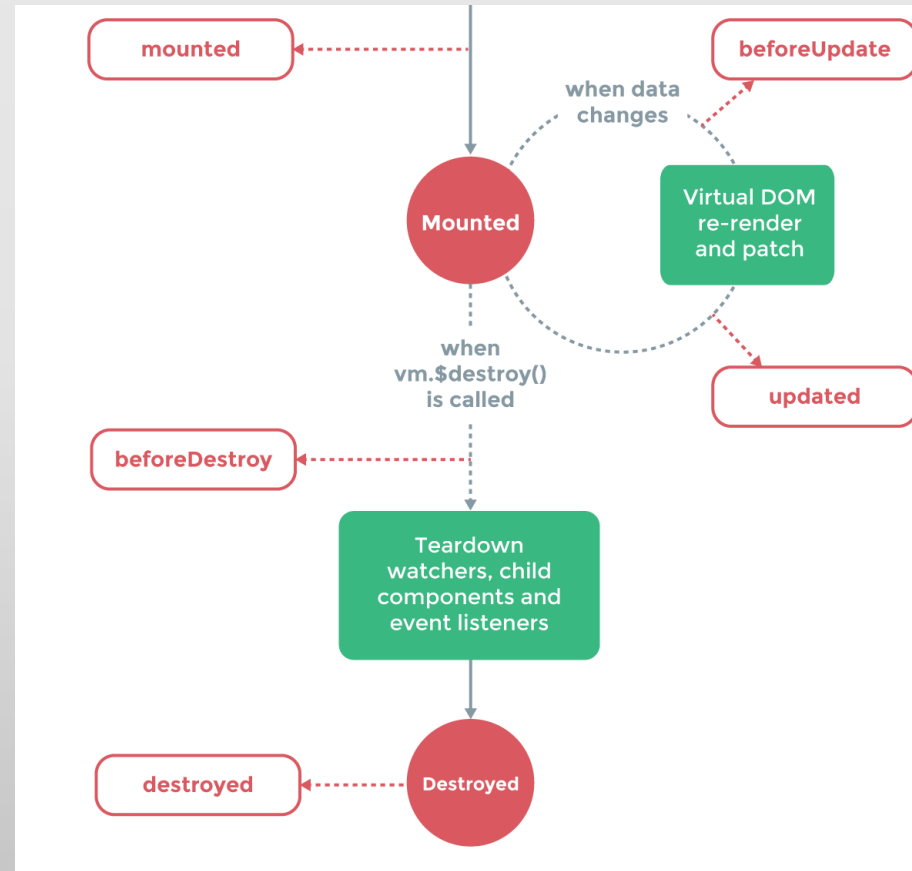 mounted
beforeUpdate
when data
changes
Virtual DOM
re-render
and patch
Mounted
when
vm.$destroy()
is called
updated
beforeDestroy
Teardown
watchers, child
components and
event listeners
destroyed
Destroyed